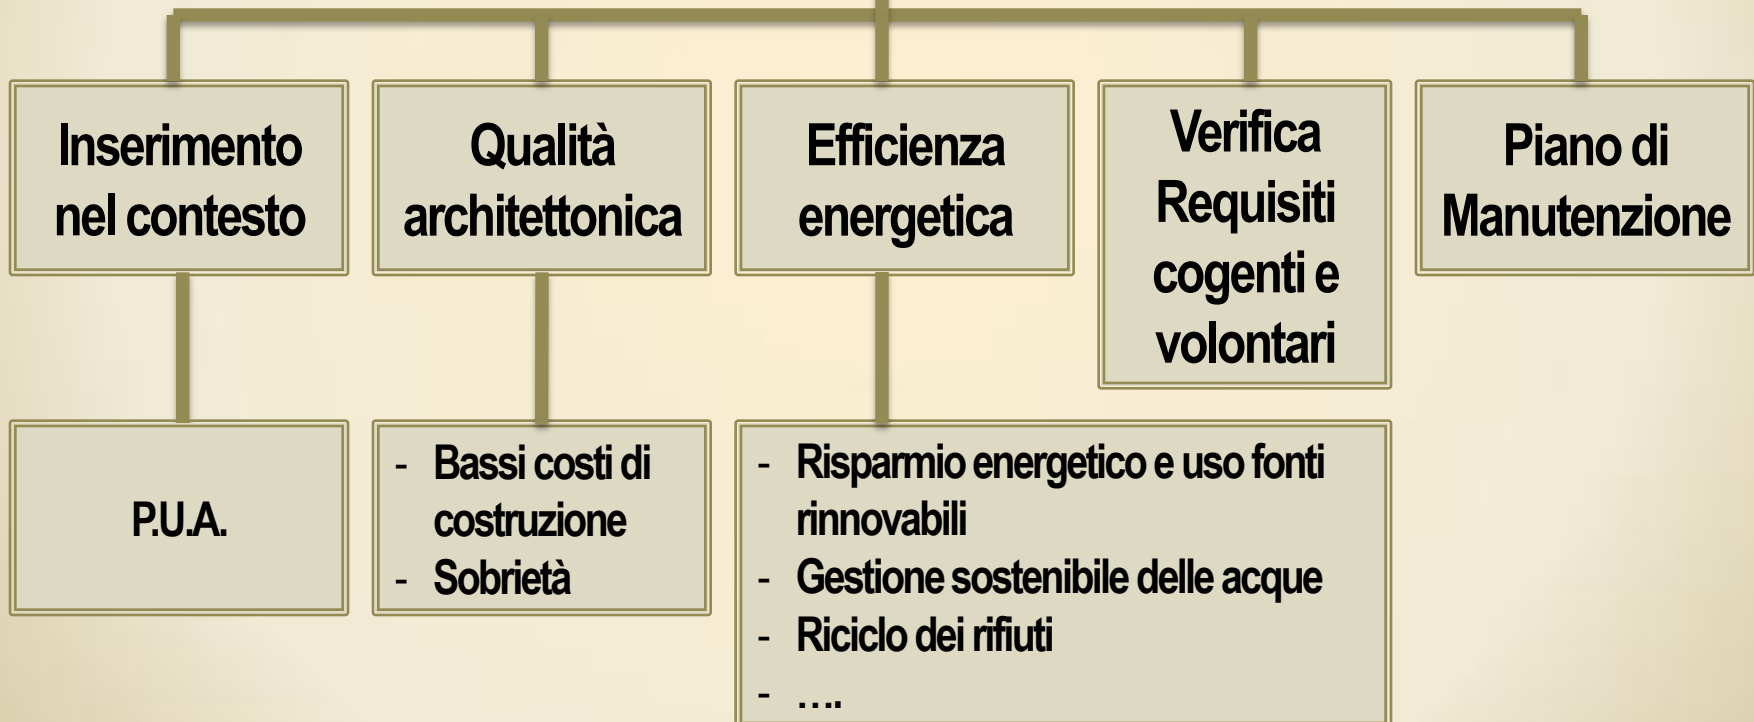 Inserimento
nel contesto
Qualità
architettonica
Efficienza
energetica
Verifica
Requisiti
cogenti e
volontari
Piano di
Manutenzione
P.U.A.
- Bassi costi di
costruzione
- Sobrietà
- Risparmio energetico e uso fonti
rinnovabili
- Gestione sostenibile delle acque
- Riciclo dei rifiuti
- ….